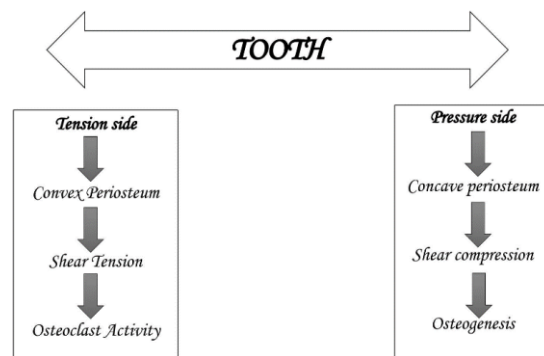 TOOTH
Tension side
Convex Periosteum
Shear Tension
Osteoclast Activity
Pressure side
Concave periosteum
Shear compression
Osteogenesis